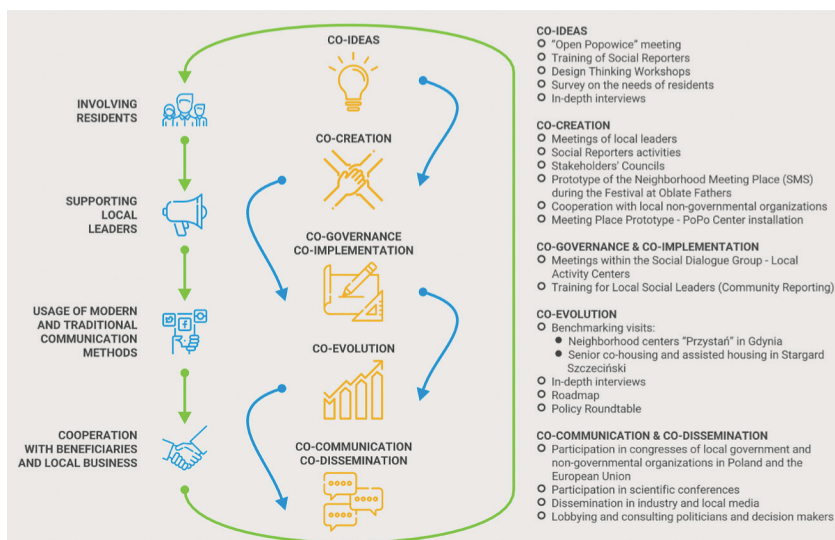 INVOLVING
RESIDENTS
SUPPORTING
LOCAL
LEADERS
USAGE OF MODERN
AND TRADITIONAL
COMMUNICATION
METHODS
COOPERATION
WITH BENEFICIARIES
AND LOCAL BUSINESS
CO-IDEAS
CO-CREATION
CO-GOVERNANCE
CO-IMPLEMENTATION
CO-EVOLUTION
CO-COMMUNICATION
CO-DISSEMINATION
CO-IDEAS
"Open Popowice" meeting
Training of Social Reporters
Design Thinking Workshops
Survey on the needs of residents
In-depth interviews
CO-CREATION
Meetings of local leaders
Social Reporters activities
Stakeholders' Councils
Prototype of the Neighborhood Meeting Place (SMS)
during the Festival at Oblate Fathers
Cooperation with local non-governmental organizations
Meeting Place Prototype - PoPo Center installation
CO-GOVERNANCE & CO-IMPLEMENTATION
Meetings within the Social Dialogue Group - Local
Activity Centers
Training for Local Social Leaders (Community Reporting)
CO-EVOLUTION
Benchmarking visits:
Neighborhood centers "Przystań" in Gdynia
Senior co-housing and assisted housing in Stargard
Szczeciński
In-depth interviews
Roadmap
Policy Roundtable
CO-COMMUNICATION & CO-DISSEMINATION
Participation in congresses of local government and
non-governmental organizations in Poland and the
European Union
Participation in scientific conferences
Dissemination in industry and local media
Lobbying and consulting politicians and decision makers